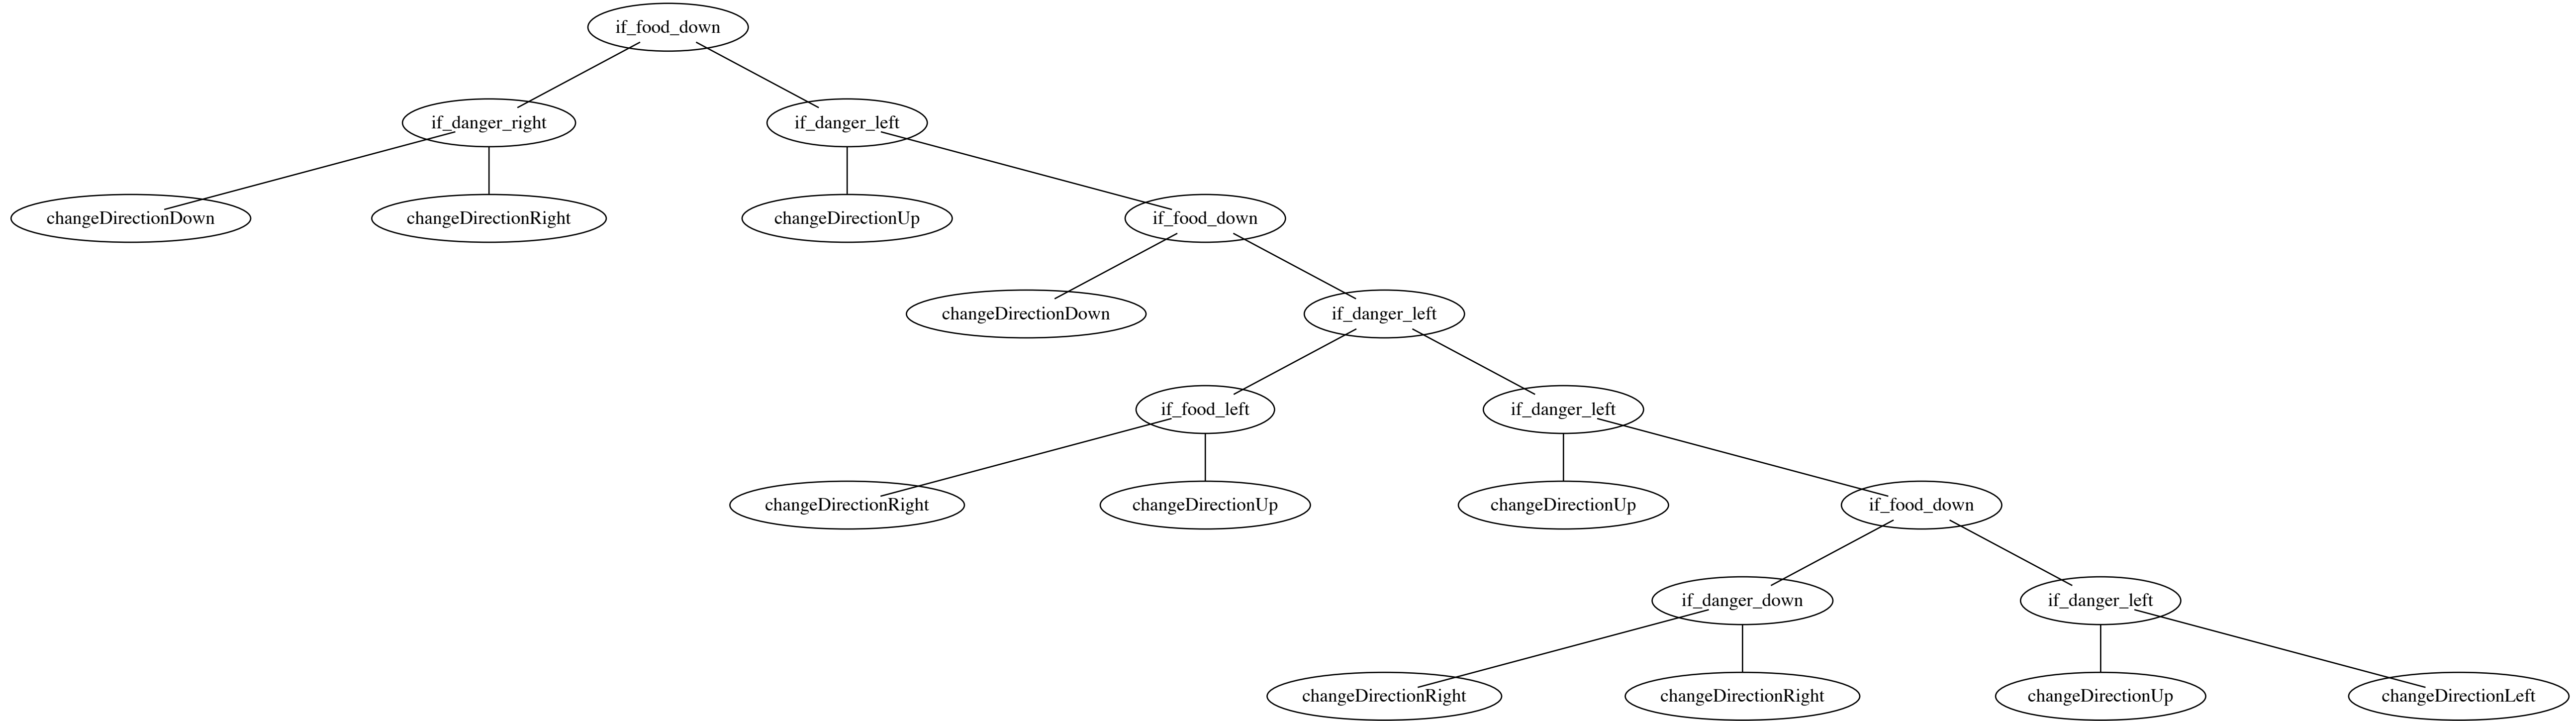 if_food_down
if_danger_right
if_danger_left
changeDirectionDown
changeDirectionRight
changeDirectionUp
if_food_down
changeDirectionDown
if_danger_left
if_food_left
if_danger_left
changeDirectionRight
changeDirectionUp
changeDirectionUp
if_food_down
if_danger_down
if_danger_left
changeDirectionRight
changeDirectionRight
changeDirectionUp
changeDirectionLeft